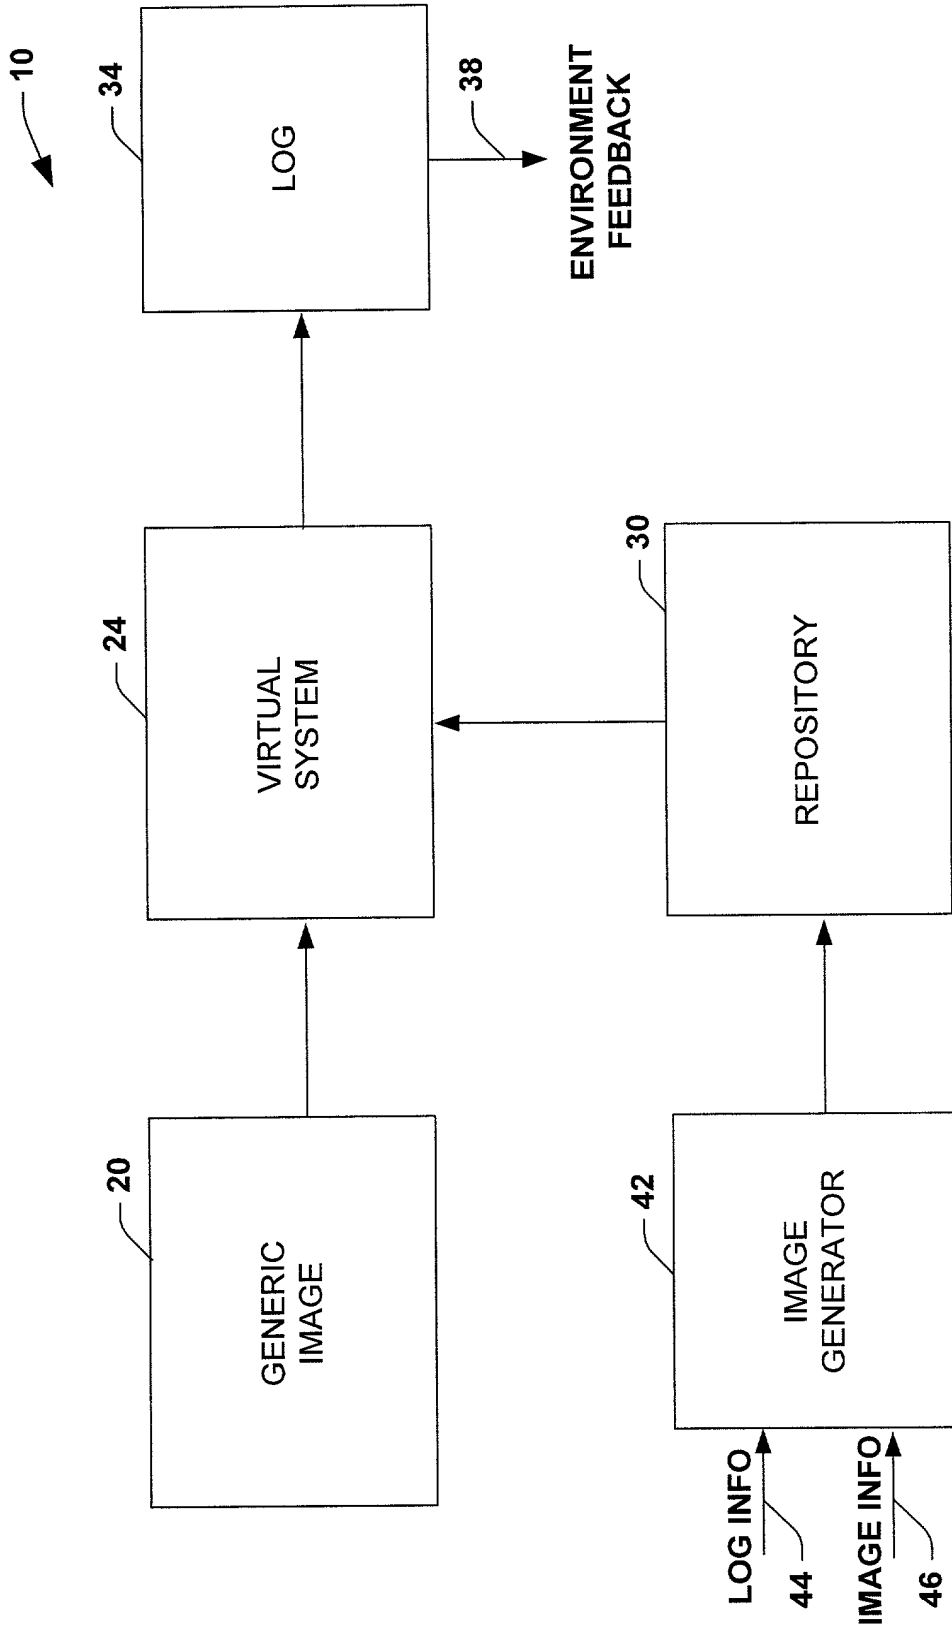 10
20
GENERIC
IMAGE
24
VIRTUAL
SYSTEM
34
LOG
38
ENVIRONMENT
FEEDBACK
LOG INFO
44
IMAGE INFO
46
42
IMAGE
GENERATOR
30
REPOSITORY